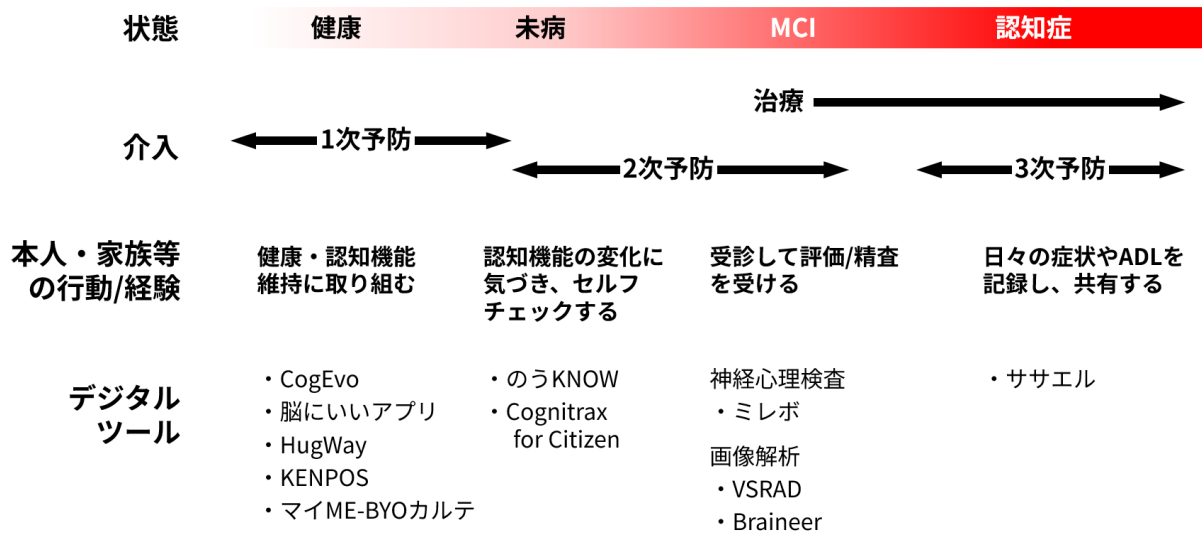 状態
健康
未病
MCI
認知症
介入
治療
1次予防
2次予防
3次予防
本人・家族等
の行動/経験
健康・認知機能
維持に取り組む
認知機能の変化に
気づき、セルフ
チェックする
受診して評価/精査
を受ける
日々の症状やADLを
記録し、共有する
デジタル
ツール
・CogEvo
・脳にいいアプリ
・HugWay
・KENPOS
・マイME-BYOカルテ
・のうKNOW
・Cognitrax
for Citizen
神経心理検査
・ミレボ
画像解析
・VSRAD
・Braineer
・ササエル